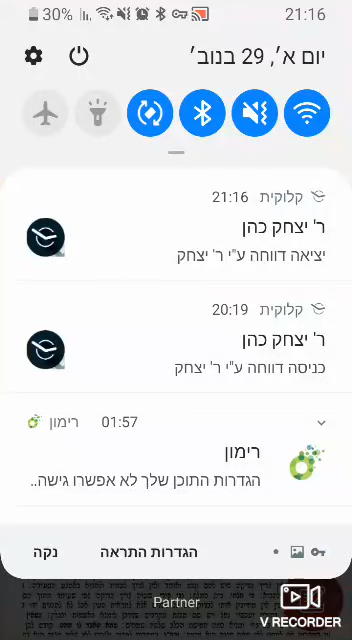 30% 21:16
יום א׳, 29 בנוב׳
קלוקית 21:16
ר' יצחק כהן
יציאה דווחה ע"י ר' יצחק
קלוקית 20:19
ר' יצחק כהן
כניסה דווחה ע"י ר' יצחק
רימון 01:57
רימון
הגדרות התוכן שלך לא אפשרו גישה..
הגדרות התראה נקה
Partner
V RECORDER